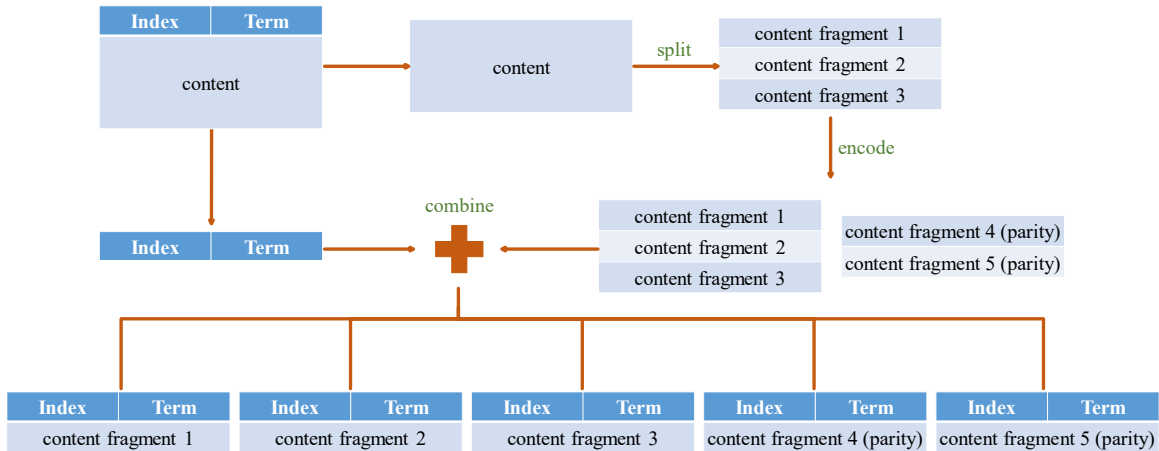 Index Term
content
content
split
content fragment 1
content fragment 2
content fragment 3
encode
combine
Index Term
content fragment 1
content fragment 2
content fragment 3
content fragment 4 (parity)
content fragment 5 (parity)
Index Term
content fragment 1
Index Term
content fragment 2
Index Term
content fragment 3
Index Term
content fragment 4 (parity)
Index Term
content fragment 5 (parity)